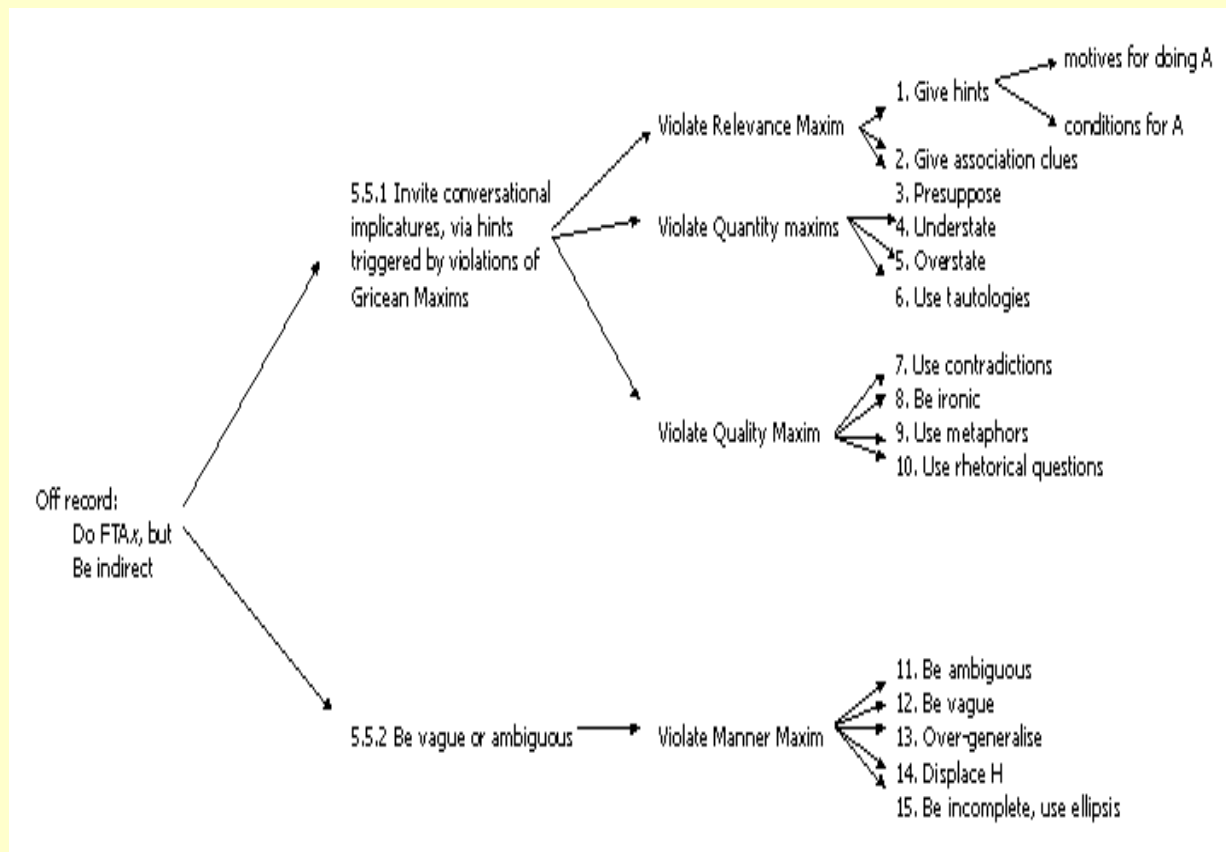 motives for doing A
1. Give hints
Violate Relevance Maxim
conditions for A
2. Give association clues
5.5.1 Invite conversational
implicatures, via hints
triggered by violations of
Gricean Maxims
3. Presuppose
Violate Quantity maxims
4. Understate
5. Overstate
6. Use tautologies
7. Use contradictions
8. Be ironic
Violate Quality Maxim
9. Use metaphors
10. Use rhetorical questions
Off record:
Do FTAx, but
Be indirect
11. Be ambiguous
12. Be vague
5.5.2 Be vague or ambiguous
Violate Manner Maxim
13. Over-generalise
14. Displace H
15. Be incomplete, use ellipsis